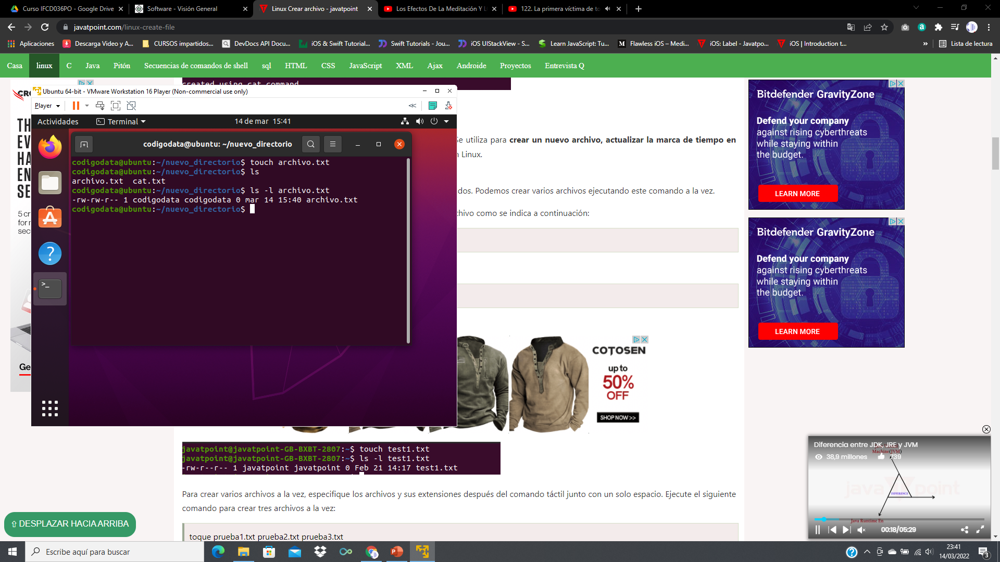 Curso IFCD036PO - Google Drive
Software - Visión General
Linux Crear archivo - javatpoint
Los Efectos De La Meditación Y L
122. La primera víctima de to
javatpoint.com/linux-create-file
Aplicaciones
Descarga Video y A...
CURSOS impartidos...
DevDocs API Docu...
iOS & Swift Tutorial...
Swift Tutorials - Jou...
iOS UIStackView - S...
Learn JavaScript: Tu...
Flawless iOS – Medi...
iOS: Label - Javatpo...
iOS | Introduction t...
»
Lista de lectura
Casa
linux
C
Java
Pitón
Secuencias de comandos de shell
sql
HTML
CSS
JavaScript
XML
Ajax
Androide
Proyectos
Entrevista Q
created using cat command
CRO
TH
EV
HA
EN
SE
5 cr
for r
sec
Ge
Ubuntu 64-bit - VMware Workstation 16 Player (Non-commercial use only)
Player
Actividades
Terminal
14 de mar 15:41
codigodata@ubuntu: ~/nuevo_directorio
codigodata@ubuntu:~/nuevo_directorio$ touch archivo.txt
codigodata@ubuntu:~/nuevo_directorio$ ls
archivo.txt  cat.txt
codigodata@ubuntu:~/nuevo_directorio$ ls -l archivo.txt
-rw-rw-r-- 1 codigodata codigodata 0 mar 14 15:40 archivo.txt
codigodata@ubuntu:~/nuevo_directorio$
Se utiliza para crear un nuevo archivo, actualizar la marca de tiempo en
n Linux.
dos. Podemos crear varios archivos ejecutando este comando a la vez.
chivo como se indica a continuación:
Bitdefender GravityZone
Defend your company
against rising cyberthreats
while staying within
the budget.
LEARN MORE
Bitdefender GravityZone
Defend your company
against rising cyberthreats
while staying within
the budget.
LEARN MORE
COTOSEN
up to
50%
OFF
SHOP NOW >>
javatpoint@javatpoint-GB-BXBT-2807:~$ touch test1.txt
javatpoint@javatpoint-GB-BXBT-2807:~$ ls -l test1.txt
-rw-r--r-- 1 javatpoint javatpoint 0 Feb 21 14:17 test1.txt
Para crear varios archivos a la vez, especifique los archivos y sus extensiones después del comando táctil junto con un solo espacio. Ejecute el siguiente
comando para crear tres archivos a la vez:
toque prueba1.txt prueba2.txt prueba3.txt
⇧ DESPLAZAR HACIA ARRIBA
Diferencia entre JDK, JRE y JVM
Machine(JVM)
38,9 millones
739
java point
DIFFERENCE
Java Runtime En
00:18/05:29
Escribe aquí para buscar
23:41
14/03/2022
3